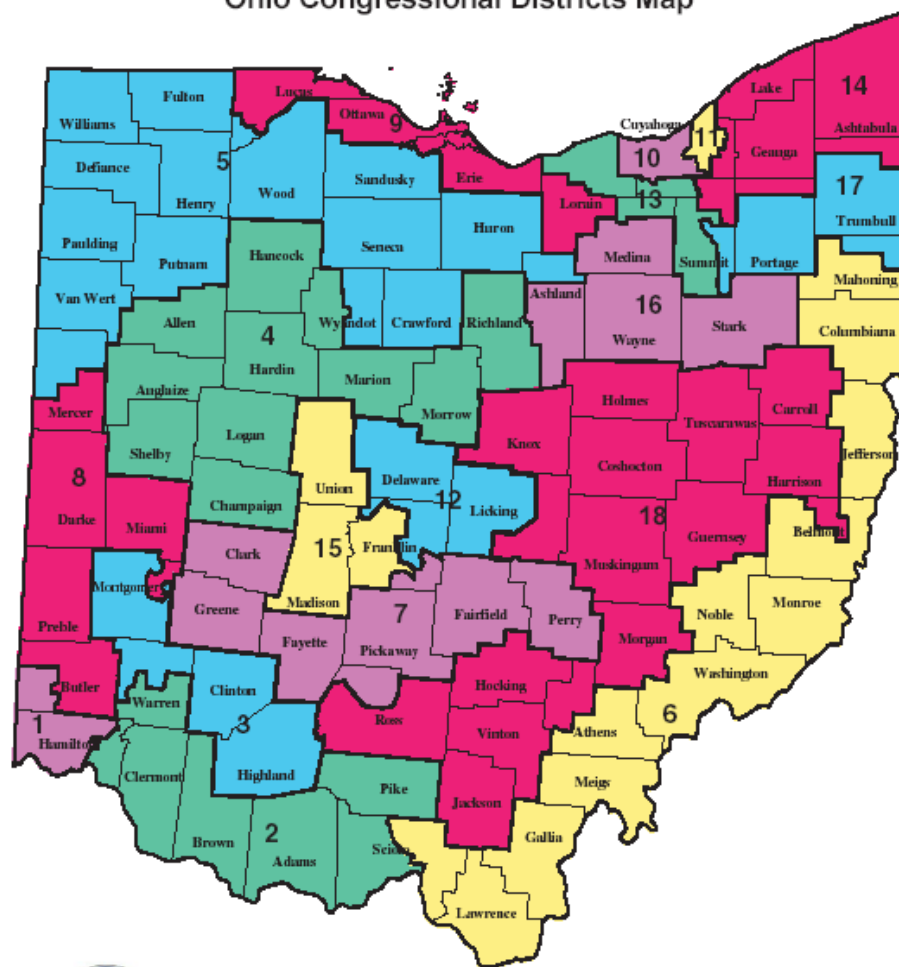 Ohio Congressional Districts Map
Lake
14
Fulton
Lucas
Ottawa
9
Williams
Cuyahoga
11
Ashtabula
Geanga
10
Defiance
5
Wood
Sandusky
Erie
17
Henry
Lorain
13
Trumbull
Huron
Paulding
Seneca
Putnam
Hancock
Medina
Summit
Portage
Mahoning
Van Wert
Ashland
16
Allen
Wyandot
Crawford
Richland
Wayne
Stark
Columbiana
4
Hardin
Marion
Auglaize
Holmes
Mercer
Morrow
Tuscarawas
Carroll
Logan
Knox
Shelby
Coshocton
Jefferson
8
Delaware
Harrison
Union
12
Champaign
Licking
18
Darke
Miami
Guernsey
Belmont
15
Franklin
Clark
Muskingum
Montgomery
Madison
Monroe
Greene
7
Fairfield
Noble
Perry
Preble
Fayette
Pickaway
Morgan
Washington
Butler
Clinton
Hocking
Warren
6
1
3
Ross
Vinton
Athens
Hamilton
Clermont
Highland
Pike
Meigs
Jackson
Brown
2
Adams
Scioto
Gallia
Lawrence